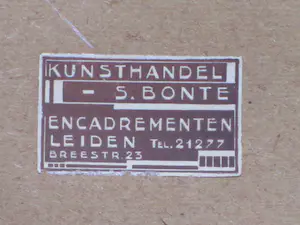 KUNSTHANDEL
- S. BONTE
ENCADREMENTEN
LEIDEN TEL. 21277
BREESTR. 23